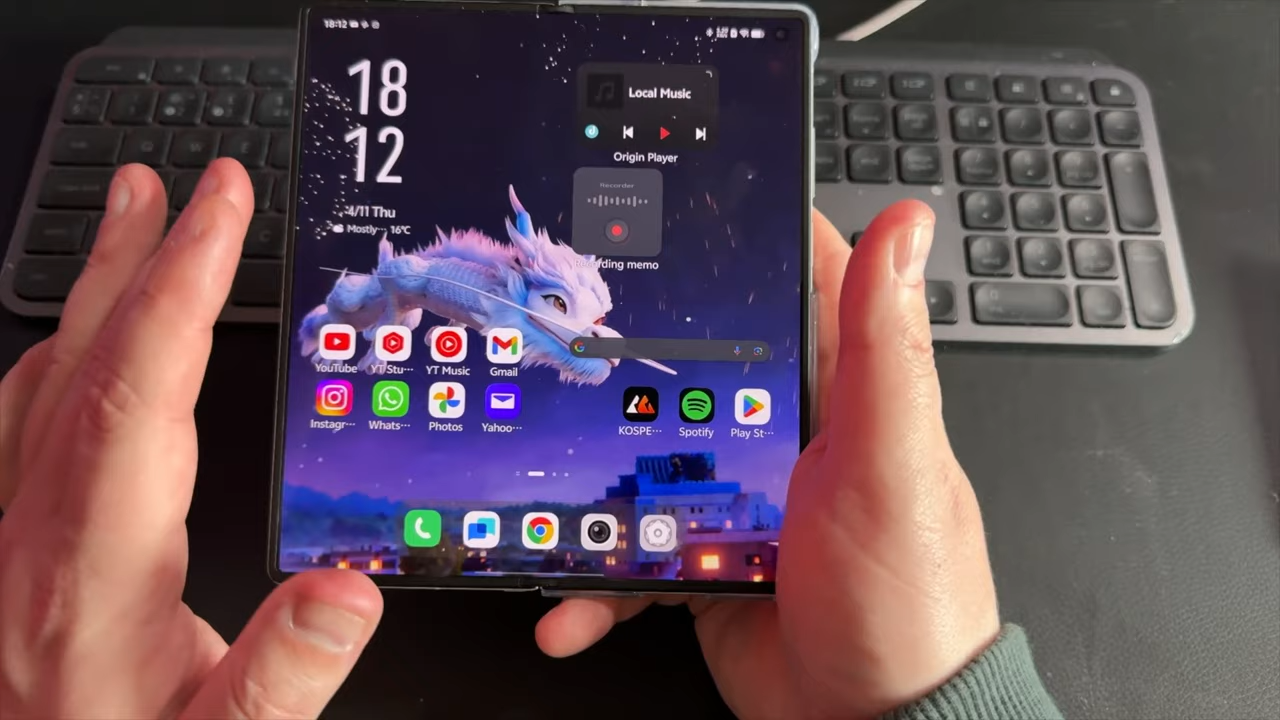 18:12
18
12
4/11 Thu
Mostly··· 16°C
Local Music
Origin Player
Recorder
Recording memo
YouTube
YT Stu···
YT Music
Gmail
Instagr···
Whats···
Photos
Yahoo···
KOSPE···
Spotify
Play St···